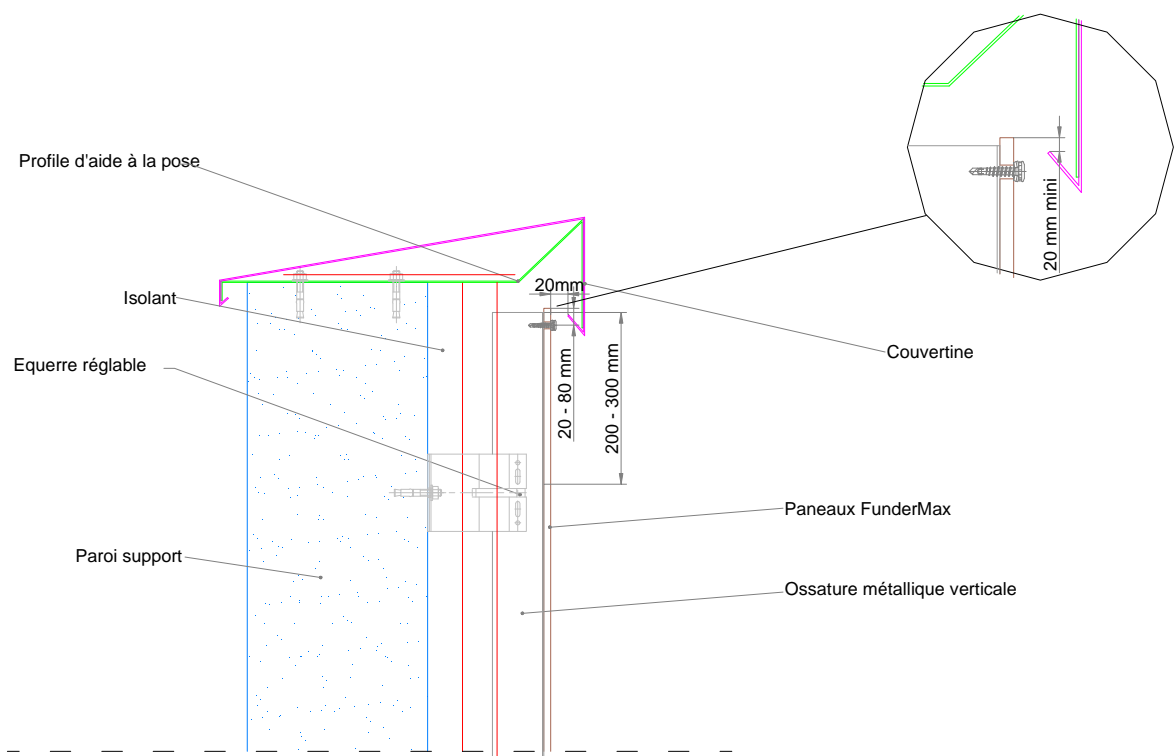 Profile d'aide à la pose
20 mm mini
Isolant
20mm
Equerre réglable
20 - 80 mm
200 - 300 mm
Couvertine
Paneaux FunderMax
Paroi support
Ossature métallique verticale